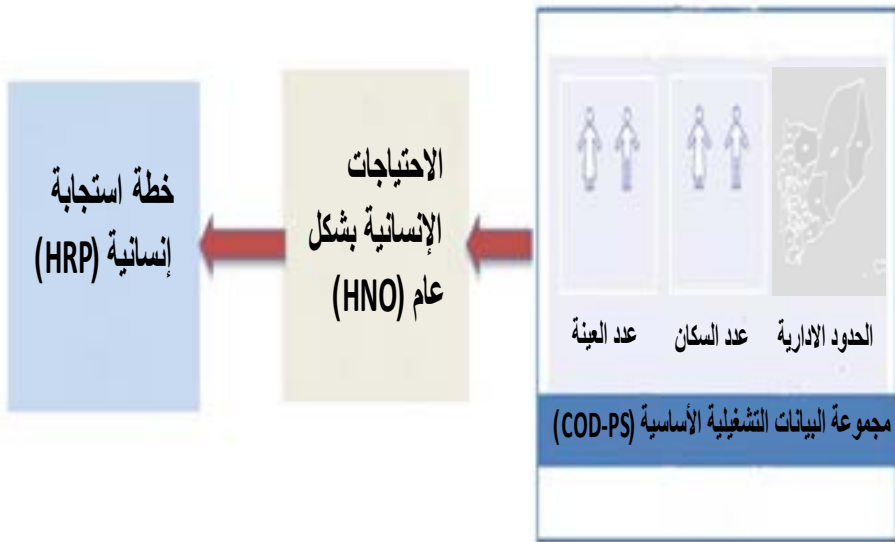 الحدود الادارية
عدد السكان
عدد العينة
مجموعة البيانات التشغيلية الأساسية (COD-PS)
الاحتياجات
الإنسانية بشكل
عام (HNO)
خطة استجابة
إنسانية (HRP)